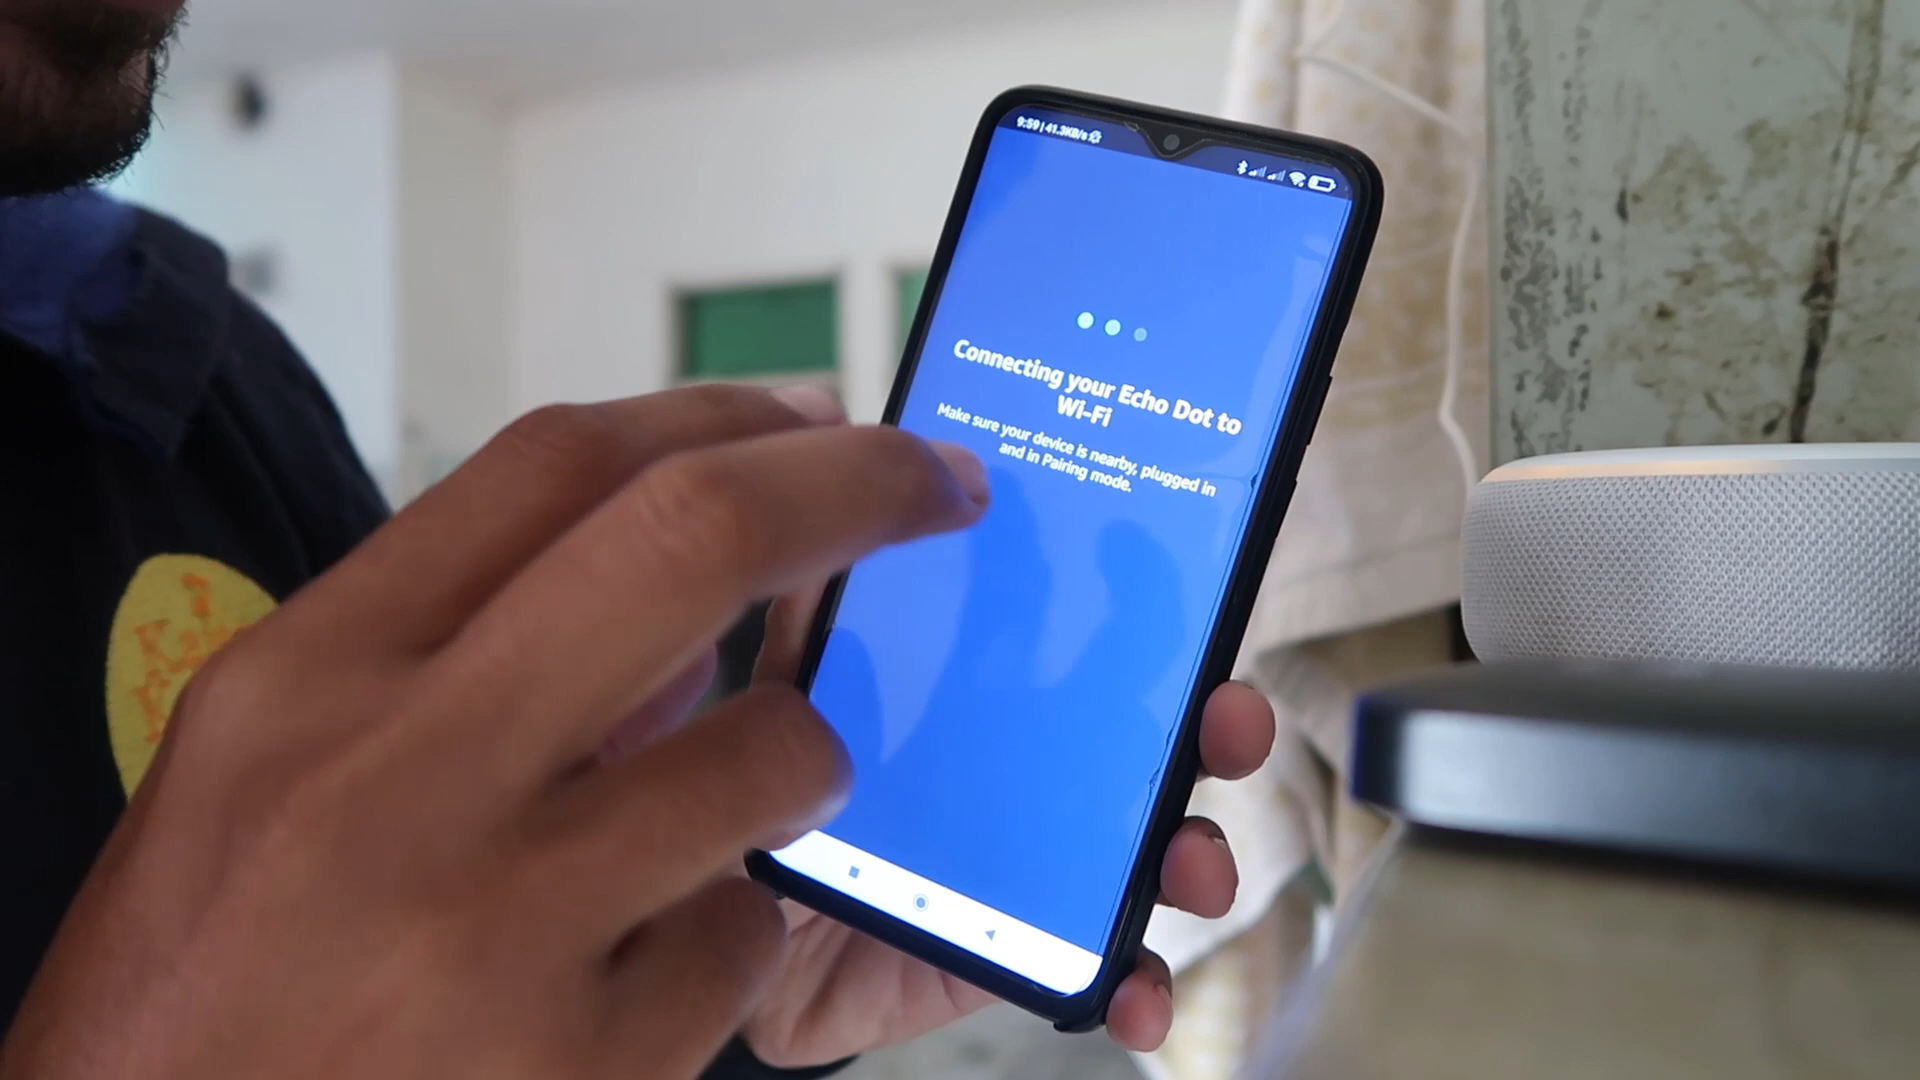 9:59 | 41.3KB/s
Connecting your Echo Dot to
Wi-Fi
Make sure your device is nearby, plugged in
and in Pairing mode.